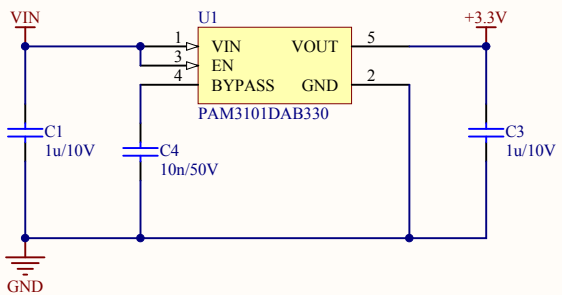 VIN
U1
+3.3V
1
VIN
VOUT
5
3
EN
4
BYPASS
GND
2
PAM3101DAB330
C1
1u/10V
C4
10n/50V
C3
1u/10V
GND